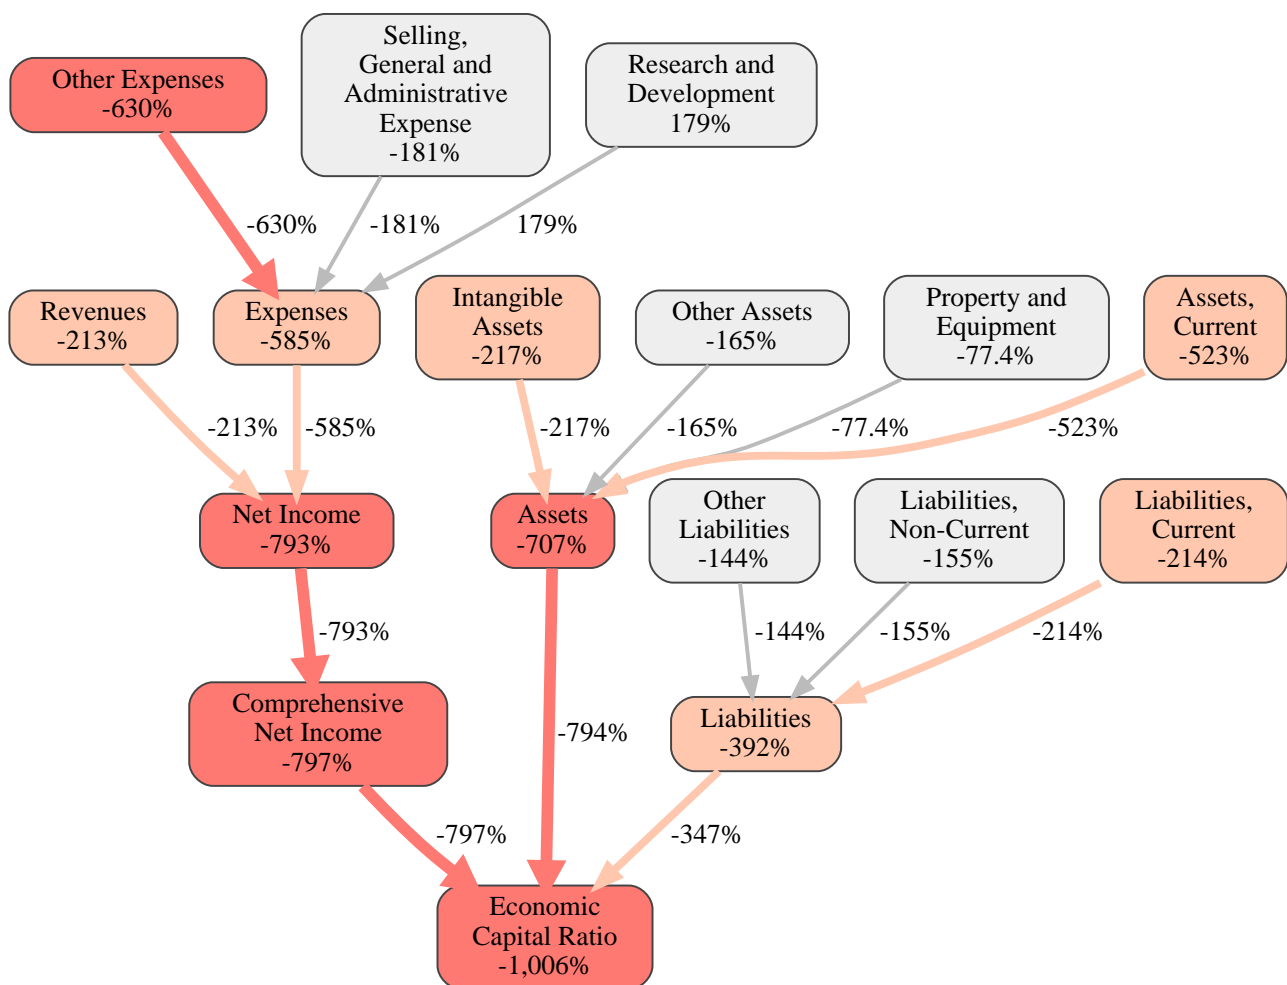 Selling,
General and
Administrative
Expense
-181%
Other Expenses
-630%
Research and
Development
179%
-630%
-181%
179%
Revenues
-213%
Expenses
-585%
Intangible
Assets
-217%
Other Assets
-165%
Property and
Equipment
-77.4%
Assets,
Current
-523%
-213%
-585%
-217%
-165%
-77.4%
-523%
Net Income
-793%
Assets
-707%
Other
Liabilities
-144%
Liabilities,
Non-Current
-155%
Liabilities,
Current
-214%
-793%
-144%
-155%
-214%
Comprehensive
Net Income
-797%
-794%
Liabilities
-392%
-797%
-347%
Economic
Capital Ratio
-1,006%